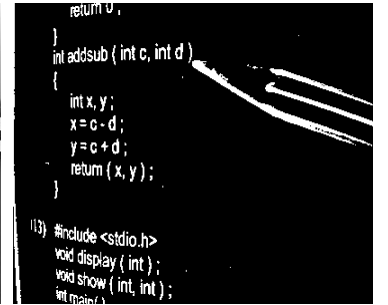 return 0 ;
}
int addsub ( int c, int d )
{
int x, y ;
x = c - d ;
y = c + d ;
return ( x, y ) ;
}
(13) #include <stdio.h>
void display ( int ) ;
void show ( int, int ) ;
int main( )